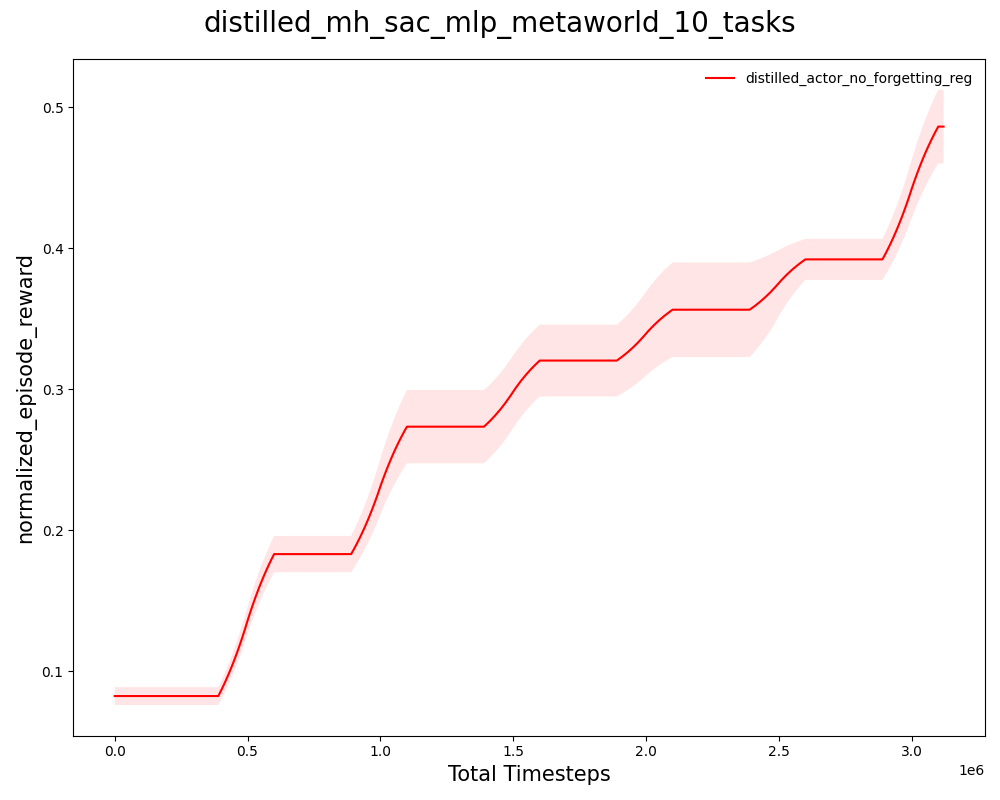 distilled_mh_sac_mlp_metaworld_10_tasks
distilled_actor_no_forgetting_reg
normalized_episode_reward
0.5
0.4
0.3
0.2
0.1
0.0 0.5 1.0 1.5 2.0 2.5 3.0
1e6
Total Timesteps